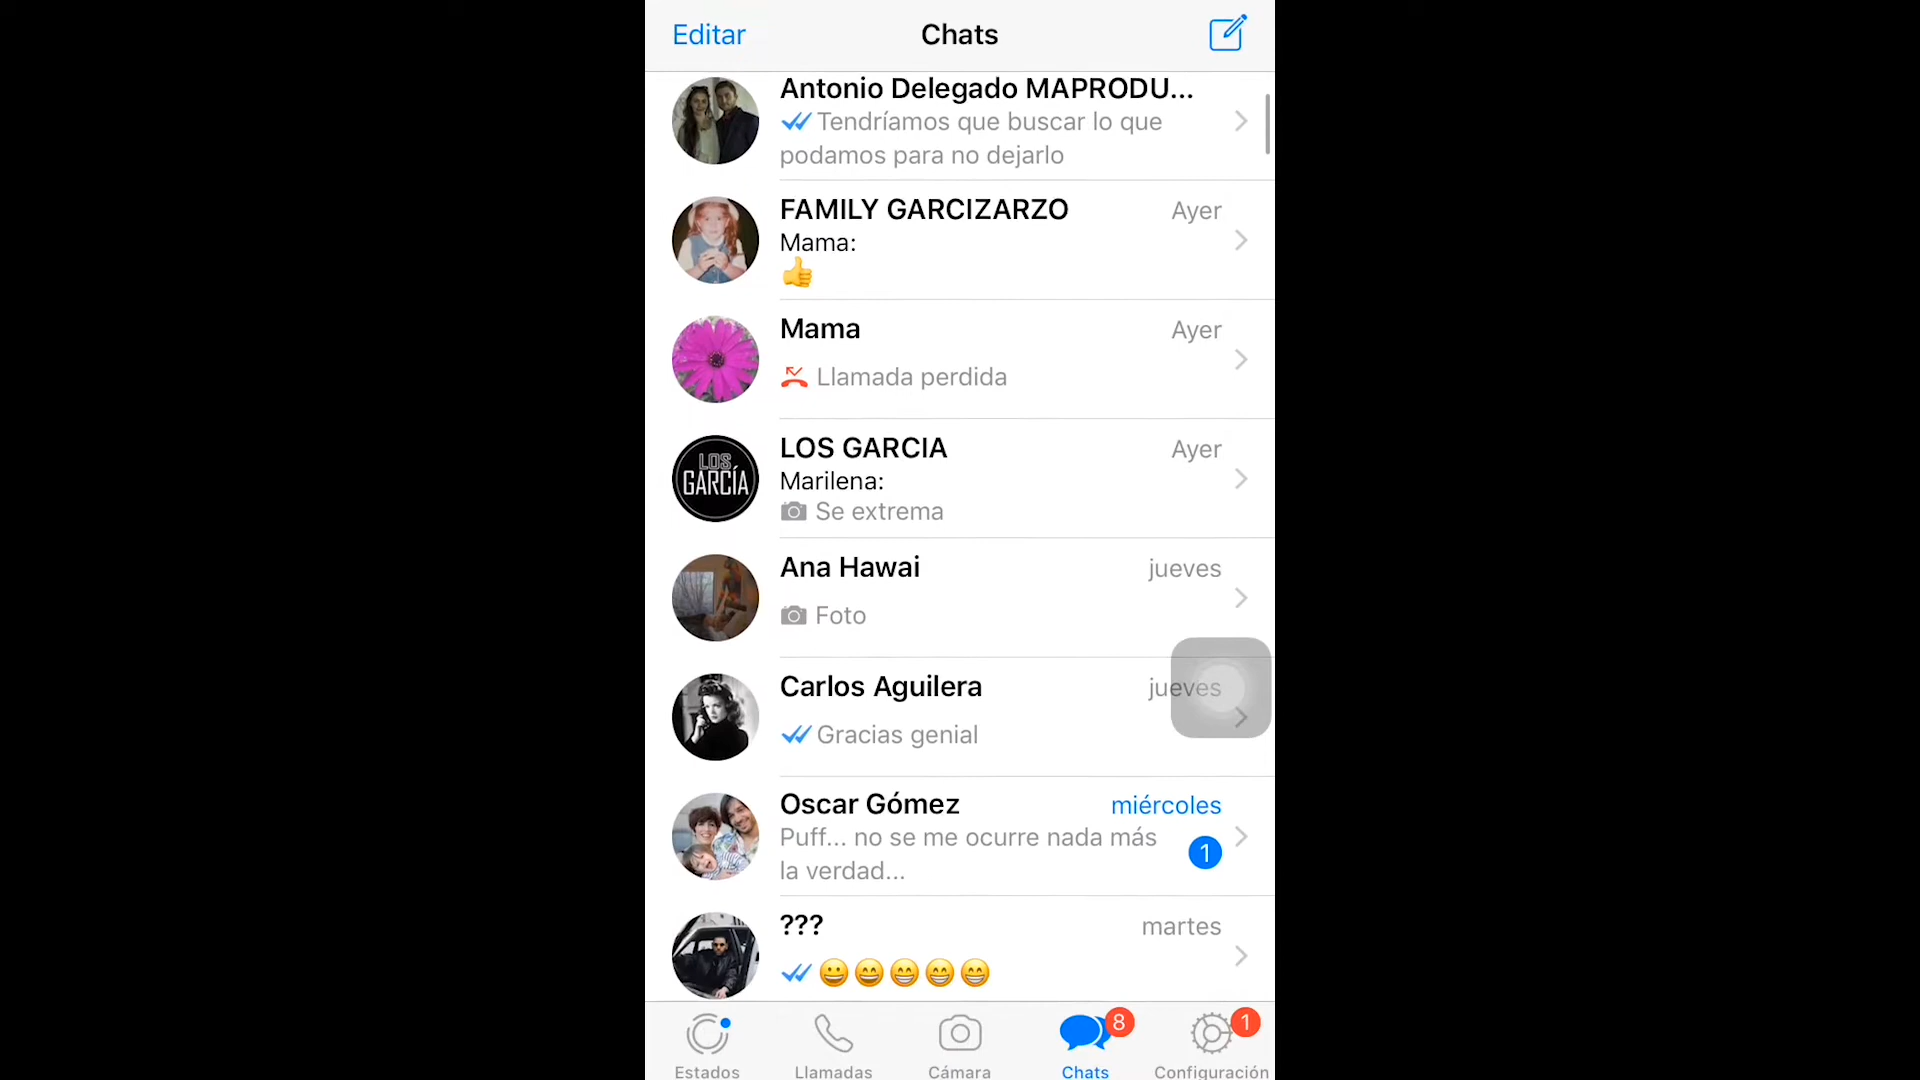 Editar
Chats
Antonio Delegado MAPRODU...
Tendríamos que buscar lo que
podamos para no dejarlo
FAMILY GARCIZARZO
Ayer
Mama:
👍
Mama
Ayer
Llamada perdida
LOS GARCÍA
LOS GARCIA
Ayer
Marilena:
Se extrema
Ana Hawai
jueves
Foto
Carlos Aguilera
jueves
Gracias genial
Oscar Gómez
miércoles
Puff... no se me ocurre nada más
la verdad...
1
???
martes
😀😄😁😁😁
8
1
Estados
Llamadas
Cámara
Chats
Configuración